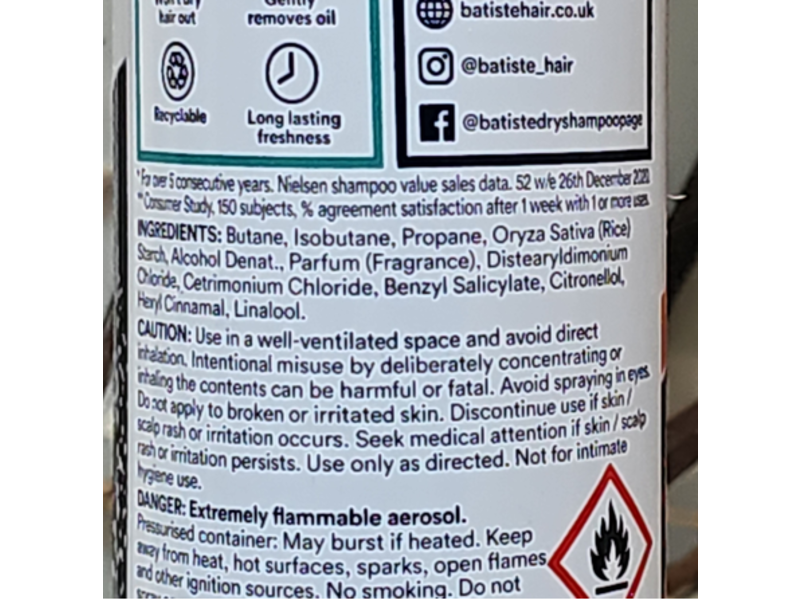 hair out
Gently
removes oil
batistehair.co.uk
@batiste_hair
Recyclable
Long lasting
freshness
@batistedryshampoopage
*For over 5 consecutive years. Nielsen shampoo value sales data. 52 w/e 26th December 2020
**Consumer Study, 150 subjects, % agreement satisfaction after 1 week with 1 or more uses.
INGREDIENTS: Butane, Isobutane, Propane, Oryza Sativa (Rice)
Starch, Alcohol Denat., Parfum (Fragrance), Distearyldimonium
Chloride, Cetrimonium Chloride, Benzyl Salicylate, Citronellol,
Hexyl Cinnamal, Linalool.
CAUTION: Use in a well-ventilated space and avoid direct
inhalation. Intentional misuse by deliberately concentrating or
inhaling the contents can be harmful or fatal. Avoid spraying in eyes.
Do not apply to broken or irritated skin. Discontinue use if skin /
scalp rash or irritation occurs. Seek medical attention if skin / scalp
rash or irritation persists. Use only as directed. Not for intimate
hygiene use.
DANGER: Extremely flammable aerosol.
Pressurised container: May burst if heated. Keep
away from heat, hot surfaces, sparks, open flames
and other ignition sources. No smoking. Do not